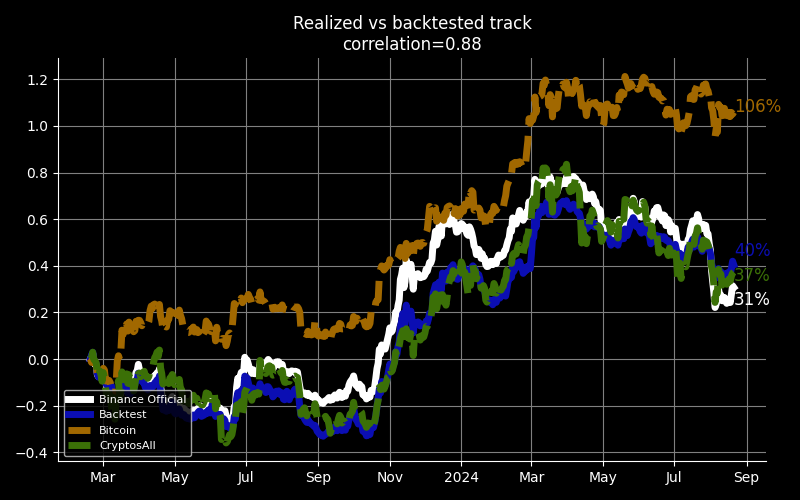 Realized vs backtested track
correlation=0.88
1.2
1.0
0.8
0.6
0.4
0.2
0.0
−0.2
−0.4
106%
40%
37%
31%
Binance Official
Backtest
Bitcoin
CryptosAll
Mar May Jul Sep Nov 2024 Mar May Jul Sep